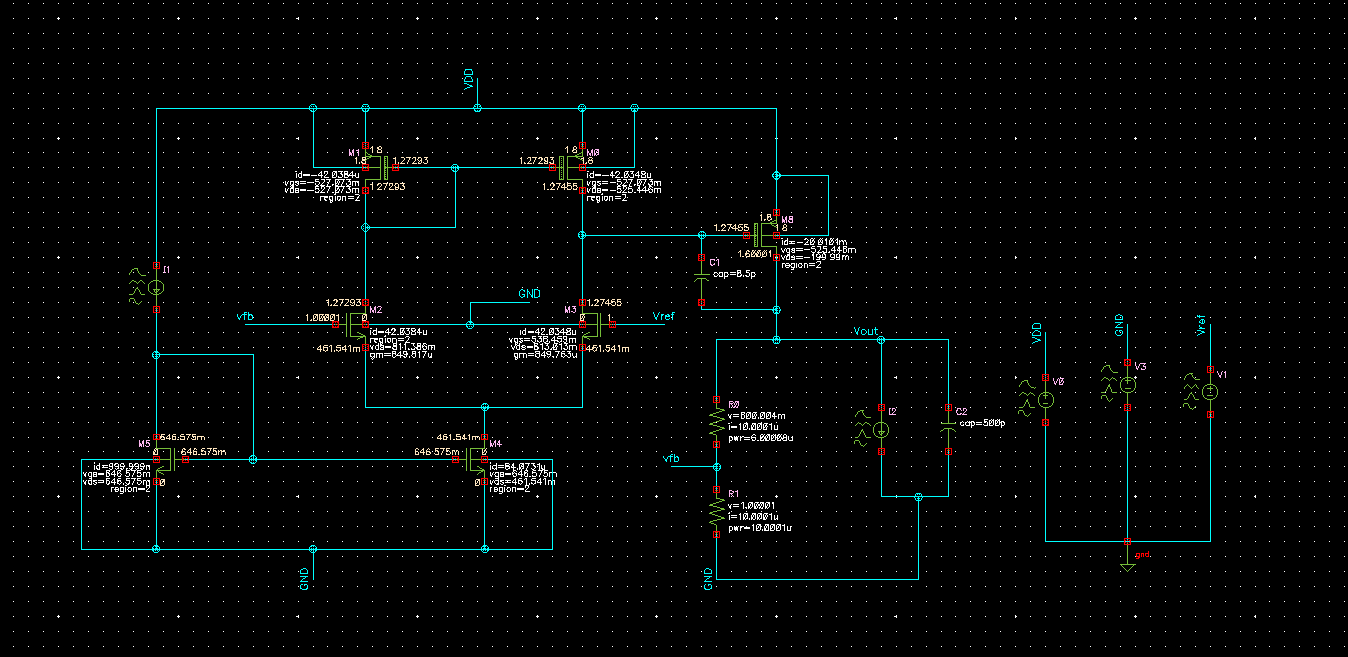 VDD
M1
1.8
1.8
1.27293
id=-42.0384u
vgs=-527.073m
vds=-527.073m
region=2
1.27293
1.8
M0
1.27293
1.8
1.27455
id=-42.0348u
vgs=-527.073m
vds=-525.446m
region=2
1.8
M8
1.27455
1.8
1.60001
id=-20.0101m
vgs=-525.446m
vds=-199.99m
region=2
C1
cap=8.5p
I1
GND
1.27293
M2
vfb
1.00001
0
id=42.0384u
region=2
vds=811.386m
gm=849.817u
461.541m
1.27455
M3
Vref
1
0
id=42.0348u
vgs=538.459m
vds=813.013m
gm=849.763u
461.541m
Vout
646.575m
M5
0
646.575m
id=999.999n
vgs=646.575m
vds=646.575m
region=2
0
461.541m
M4
646.575m
0
id=84.0731u
vgs=646.575m
vds=461.541m
region=2
0
GND
R0
v=600.004m
i=10.0001u
pwr=6.00008u
vfb
R1
v=1.00001
i=10.0001u
pwr=10.0001u
GND
I2
C2
cap=500p
VDD
V0
GND
V3
Vref
V1
gnd